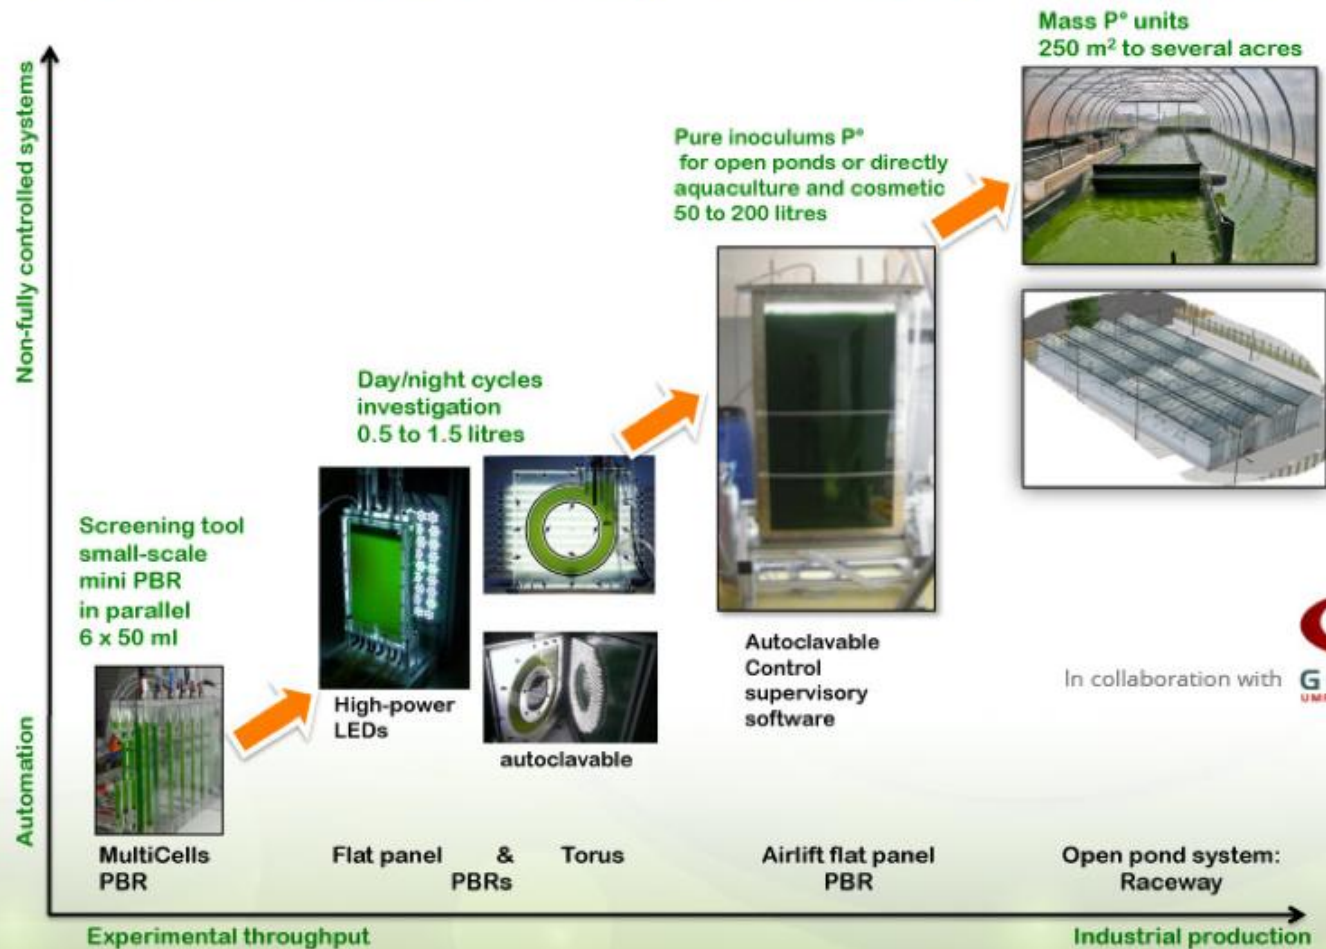 Mass P° units
250 m² to several acres
Non-fully controlled systems
Pure inoculums P°
for open ponds or directly
aquaculture and cosmetic
50 to 200 litres
Day/night cycles
investigation
0.5 to 1.5 litres
Screening tool
small-scale
mini PBR
in parallel
6 x 50 ml
High-power
LEDs
autoclavable
Autoclavable
Control
supervisory
software
In collaboration with
G
UM
Automation
MultiCells
PBR
Flat panel & Torus
PBRs
Airlift flat panel
PBR
Open pond system:
Raceway
Experimental throughput
Industrial production